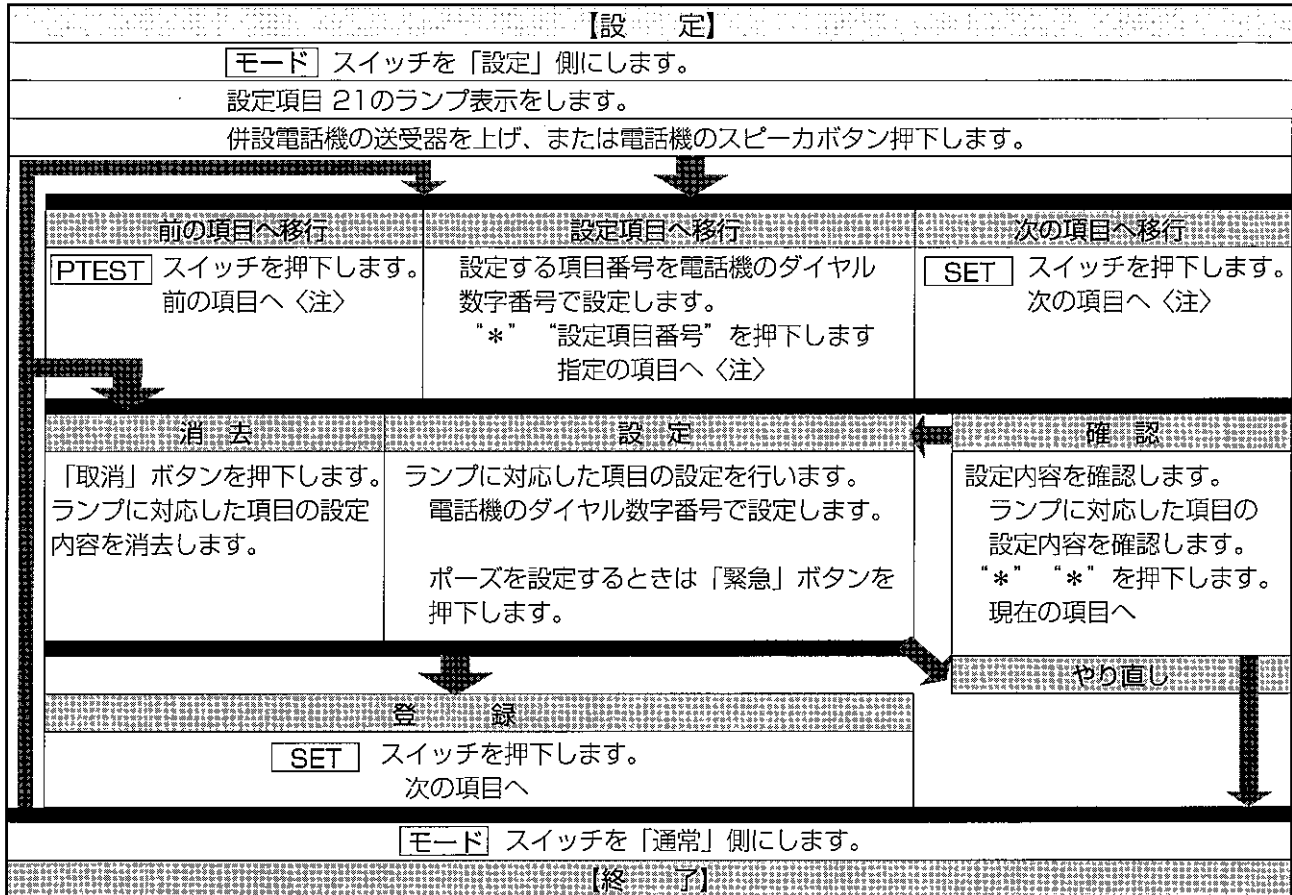 【設　定】
モード スイッチを「設定」側にします。
設定項目 21のランプ表示をします。
併設電話機の送受器を上げ、または電話機のスピーカボタン押下します。
前の項目へ移行
PTEST スイッチを押下します。
前の項目へ〈注〉
設定項目へ移行
設定する項目番号を電話機のダイヤル
数字番号で設定します。
“＊” “設定項目番号” を押下します
指定の項目へ〈注〉
次の項目へ移行
SET スイッチを押下します。
次の項目へ〈注〉
消 去
「取消」ボタンを押下します。
ランプに対応した項目の設定
内容を消去します。
設 定
ランプに対応した項目の設定を行います。
電話機のダイヤル数字番号で設定します。
ポーズを設定するときは「緊急」ボタンを
押下します。
確 認
設定内容を確認します。
ランプに対応した項目の
設定内容を確認します。
“＊” “＊” を押下します。
現在の項目へ
やり直し
登　録
SET スイッチを押下します。
次の項目へ
モード スイッチを「通常」側にします。
【終　了】